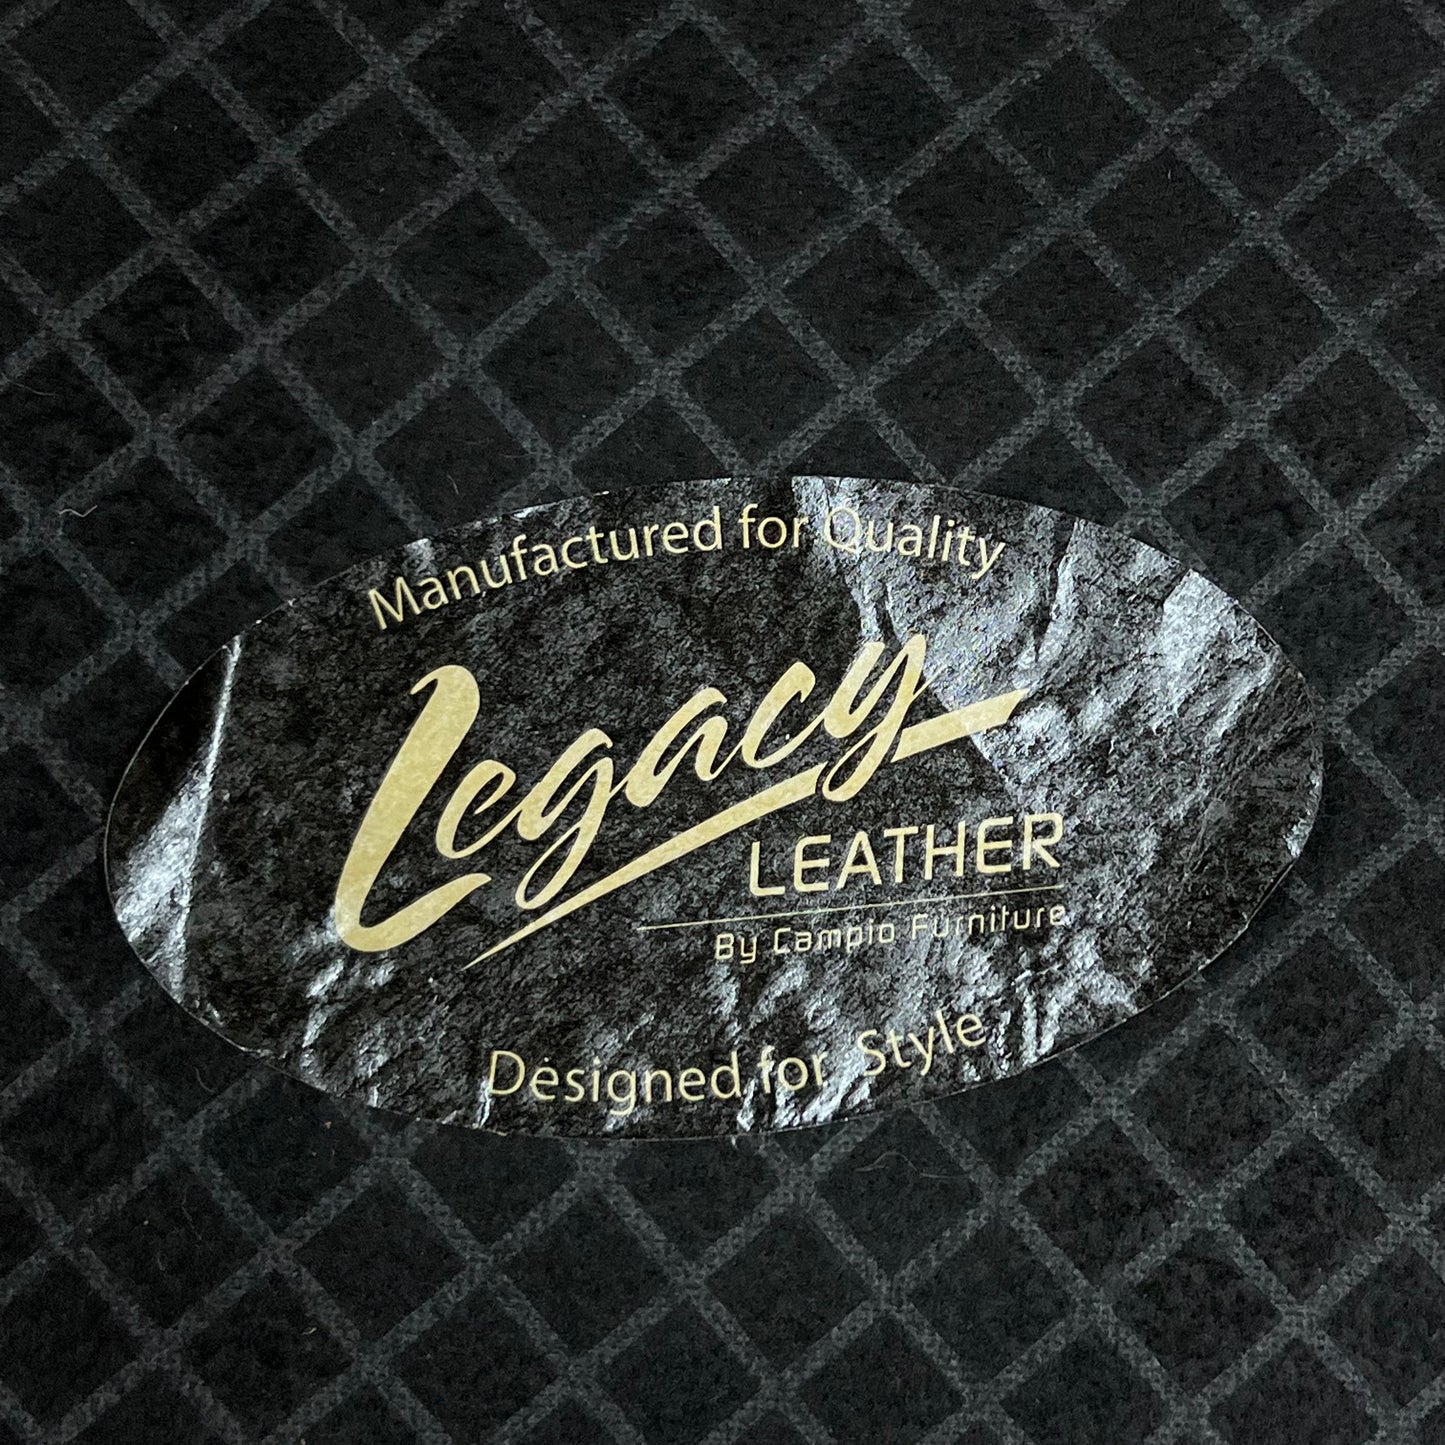 Manufactured for Quality
Legacy
LEATHER
By Campio Furniture
Designed for Style